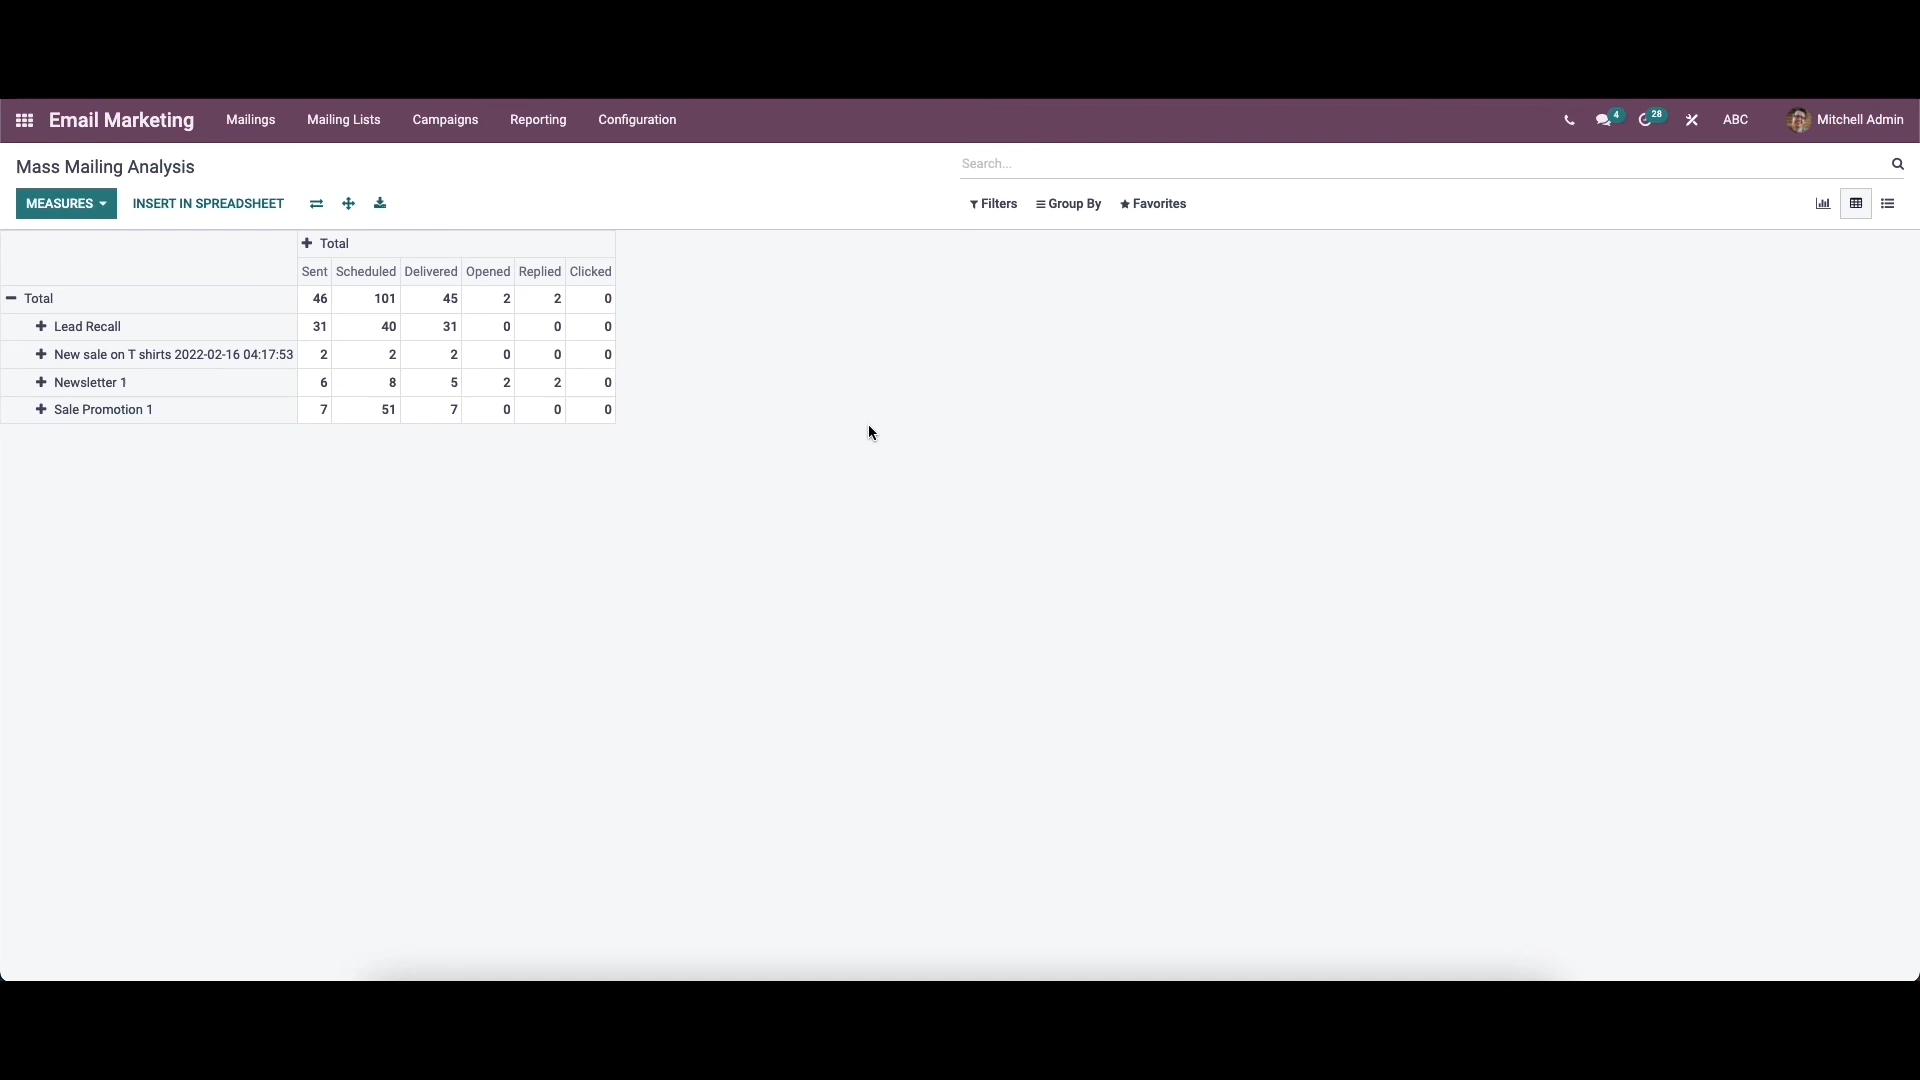 Email Marketing Mailings Mailing Lists Campaigns Reporting Configuration 4 28 ABC Mitchell Admin
Mass Mailing Analysis Search...
MEASURES INSERT IN SPREADSHEET Filters Group By Favorites
Total
Sent Scheduled Delivered Opened Replied Clicked
Total 46 101 45 2 2 0
Lead Recall 31 40 31 0 0 0
New sale on T shirts 2022-02-16 04:17:53 2 2 2 0 0 0
Newsletter 1 6 8 5 2 2 0
Sale Promotion 1 7 51 7 0 0 0